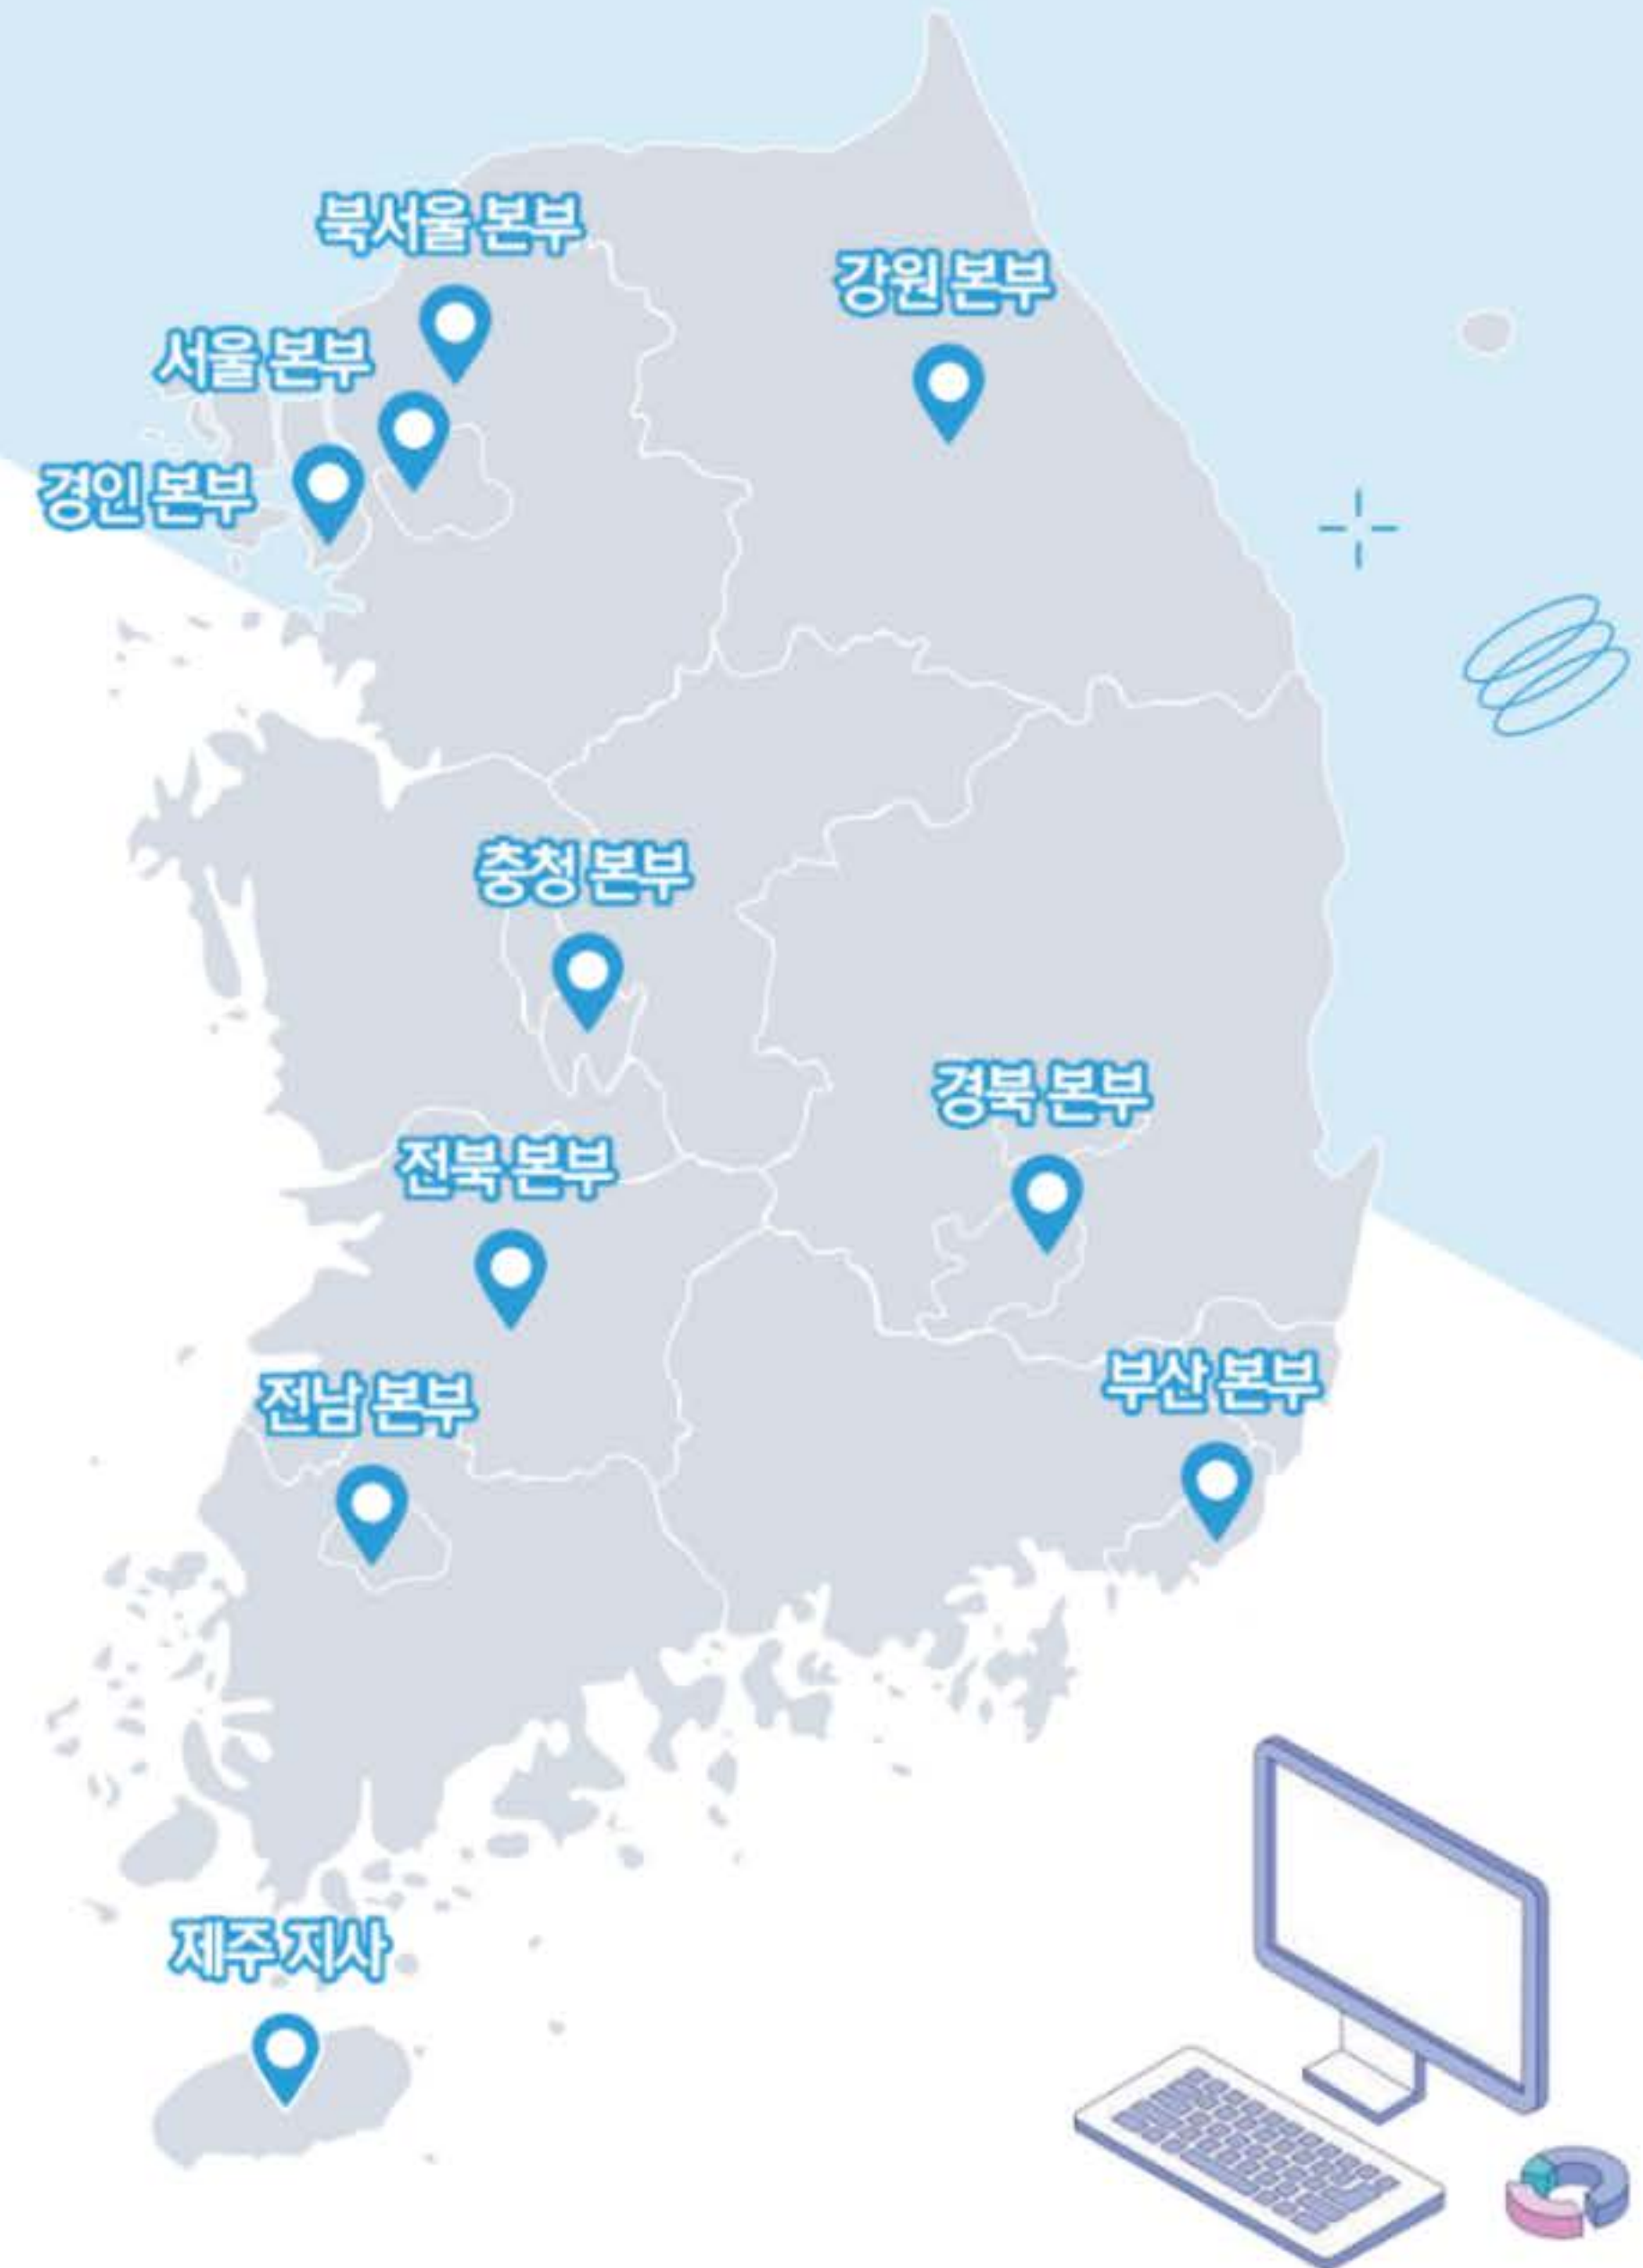 북서울 본부
강원 본부
서울 본부
경인 본부
충청 본부
경북 본부
전북 본부
부산 본부
전남 본부
제주 지사